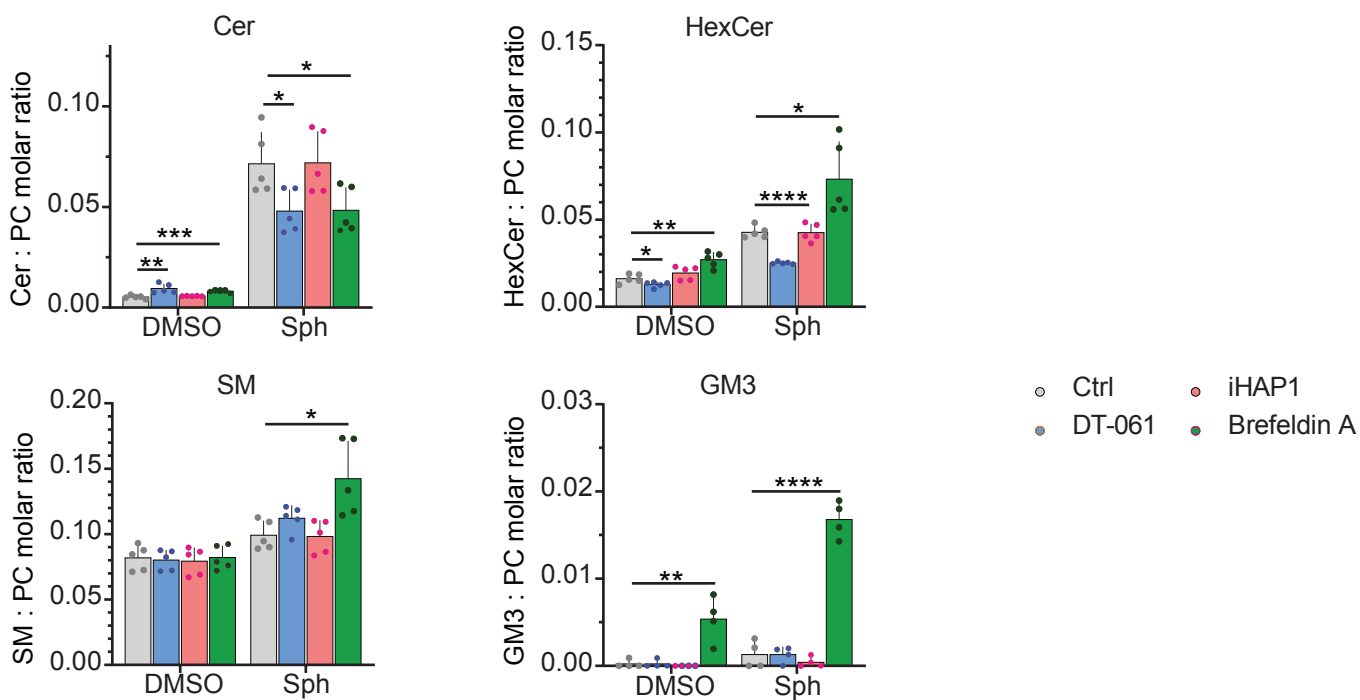 Cer
Cer : PC molar ratio
0.10
0.05
0.00
*
*
***
**
DMSO
Sph
HexCer
HexCer : PC molar ratio
0.15
0.10
0.05
0.00
*
****
**
*
DMSO
Sph
SM
SM : PC molar ratio
0.20
0.15
0.10
0.05
0.00
*
DMSO
Sph
GM3
GM3 : PC molar ratio
0.03
0.02
0.01
0.00
****
**
DMSO
Sph
Ctrl
iHAP1
DT-061
Brefeldin A